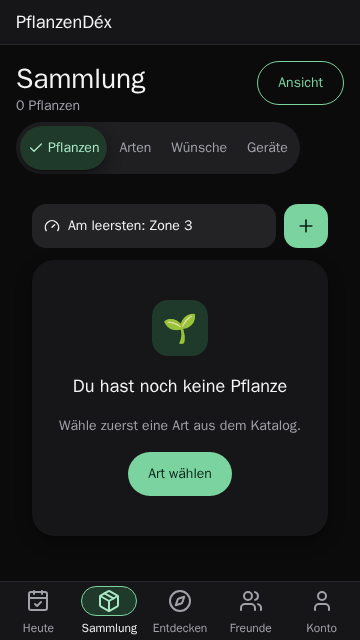 PflanzenDéx
Sammlung
Ansicht
0 Pflanzen
Pflanzen Arten Wünsche Geräte
Am leersten: Zone 3
Du hast noch keine Pflanze
Wähle zuerst eine Art aus dem Katalog.
Art wählen
Heute Sammlung Entdecken Freunde Konto